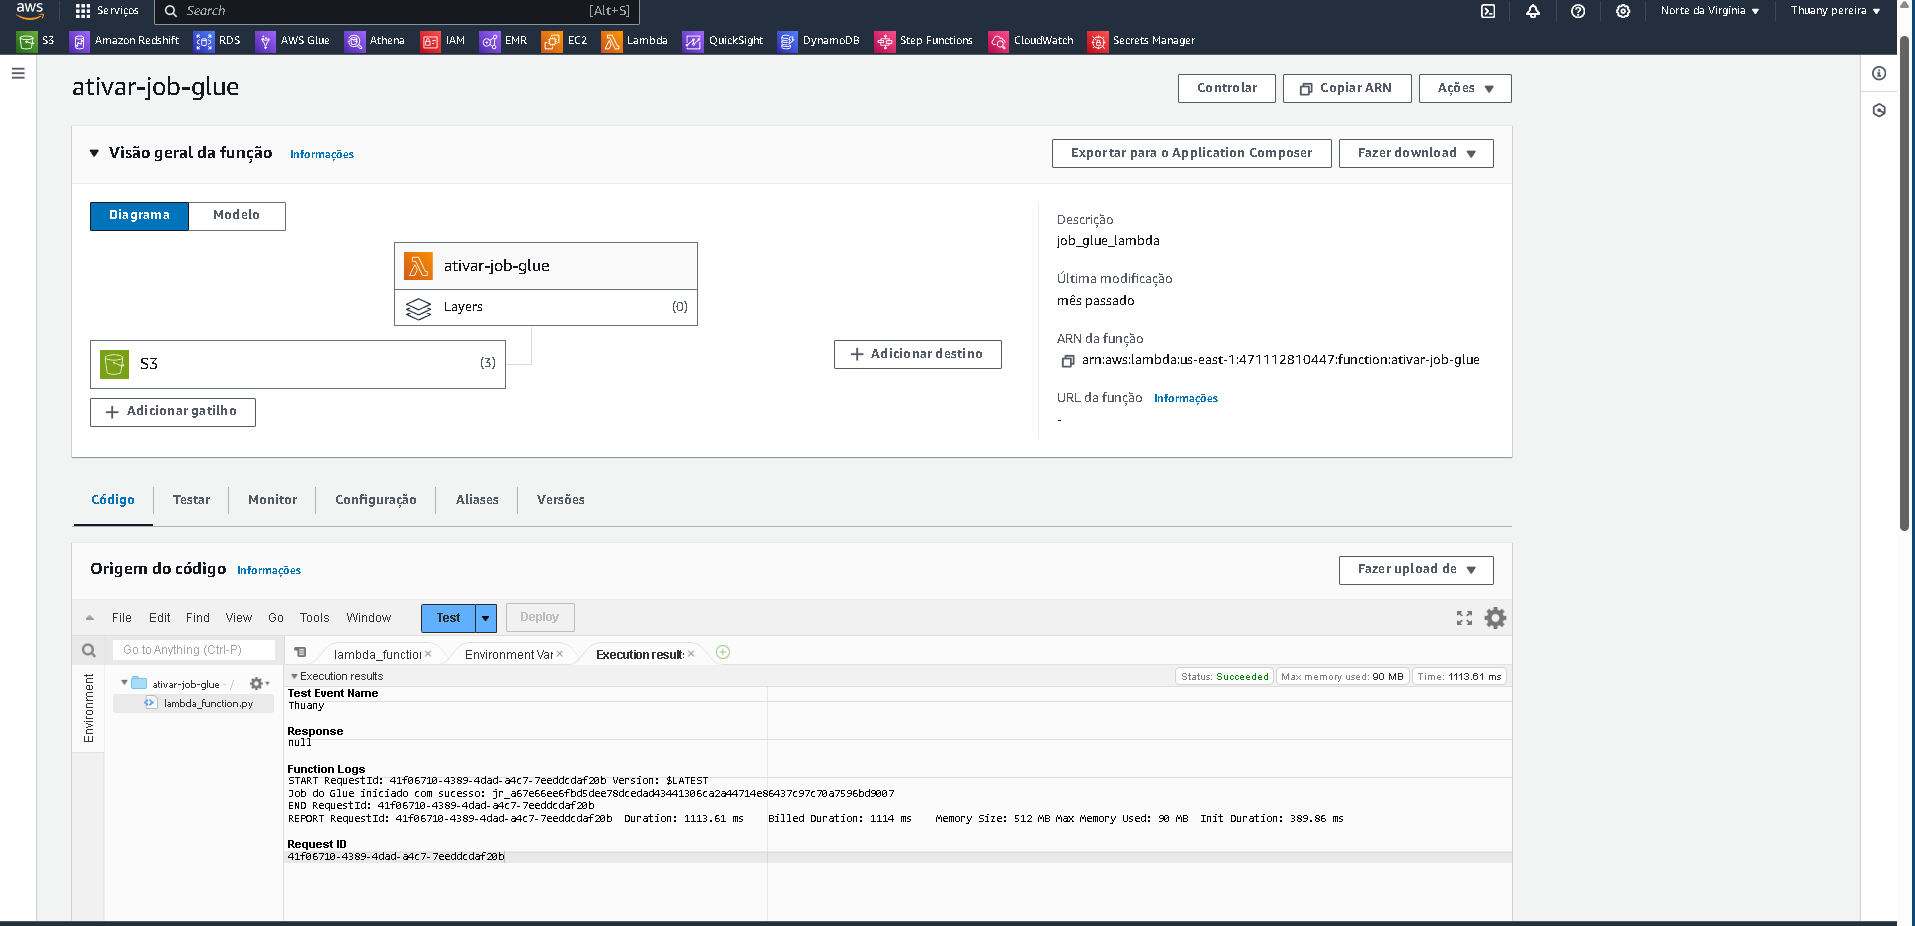 aws
Serviços
Search
[Alt+S]
Norte da Virgínia
Thuany pereira
S3
Amazon Redshift
RDS
AWS Glue
Athena
IAM
EMR
EC2
Lambda
QuickSight
DynamoDB
Step Functions
CloudWatch
Secrets Manager
ativar-job-glue
Controlar
Copiar ARN
Ações
Visão geral da função
Informações
Exportar para o Application Composer
Fazer download
Diagrama
Modelo
ativar-job-glue
Layers
(0)
S3
(3)
Adicionar gatilho
Adicionar destino
Descrição
job_glue_lambda
Última modificação
mês passado
ARN da função
arn:aws:lambda:us-east-1:471112810447:function:ativar-job-glue
URL da função
Informações
-
Código
Testar
Monitor
Configuração
Aliases
Versões
Origem do código
Informações
Fazer upload de
File
Edit
Find
View
Go
Tools
Window
Test
Deploy
Go to Anything (Ctrl-P)
lambda_function
Environment Var
Execution result
Environment
ativar-job-glue - /
lambda_function.py
Execution results
Status: Succeeded
Max memory used: 90 MB
Time: 1113.61 ms
Test Event Name
Thuany
Response
null
Function Logs
START RequestId: 41f06710-4389-4dad-a4c7-7eeddcdaf20b Version: $LATEST
Job do Glue iniciado com sucesso: jr_a67e66ee6fbd5dee78dcedad43441306ca2a44714e86437c97c70a7596bd9007
END RequestId: 41f06710-4389-4dad-a4c7-7eeddcdaf20b
REPORT RequestId: 41f06710-4389-4dad-a4c7-7eeddcdaf20b Duration: 1113.61 ms Billed Duration: 1114 ms Memory Size: 512 MB Max Memory Used: 90 MB Init Duration: 389.86 ms
Request ID
41f06710-4389-4dad-a4c7-7eeddcdaf20b